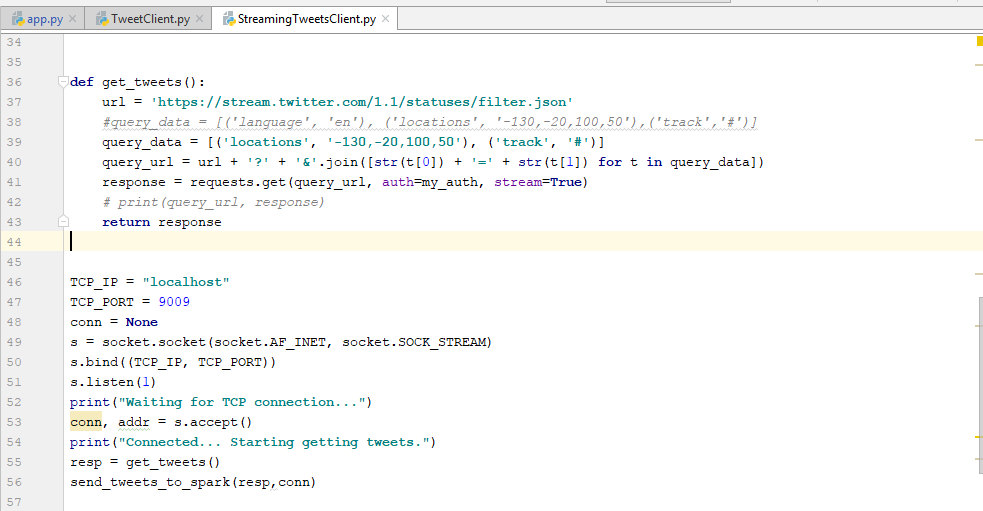 app.py TweetClient.py StreamingTweetsClient.py
34
35
36 def get_tweets():
37 url = 'https://stream.twitter.com/1.1/statuses/filter.json'
38 #query_data = [('language', 'en'), ('locations', '-130,-20,100,50'),('track','#')]
39 query_data = [('locations', '-130,-20,100,50'), ('track', '#')]
40 query_url = url + '?' + '&'.join([str(t[0]) + '=' + str(t[1]) for t in query_data])
41 response = requests.get(query_url, auth=my_auth, stream=True)
42 # print(query_url, response)
43 return response
44
45
46 TCP_IP = "localhost"
47 TCP_PORT = 9009
48 conn = None
49 s = socket.socket(socket.AF_INET, socket.SOCK_STREAM)
50 s.bind((TCP_IP, TCP_PORT))
51 s.listen(1)
52 print("Waiting for TCP connection...")
53 conn, addr = s.accept()
54 print("Connected... Starting getting tweets.")
55 resp = get_tweets()
56 send_tweets_to_spark(resp,conn)
57